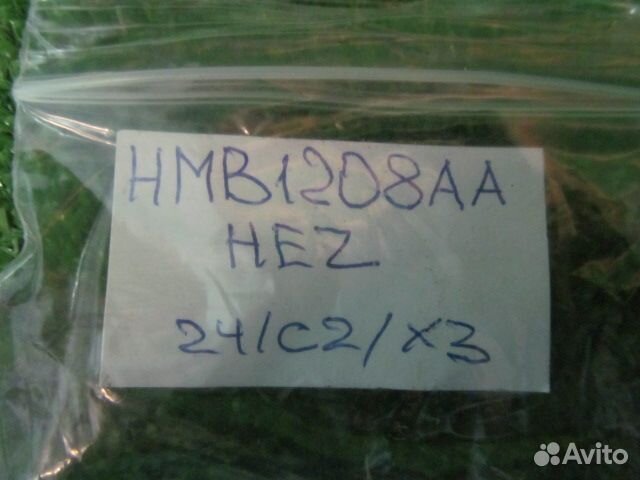 HMB1208AA
HEZ
24/C2/X3
Avito